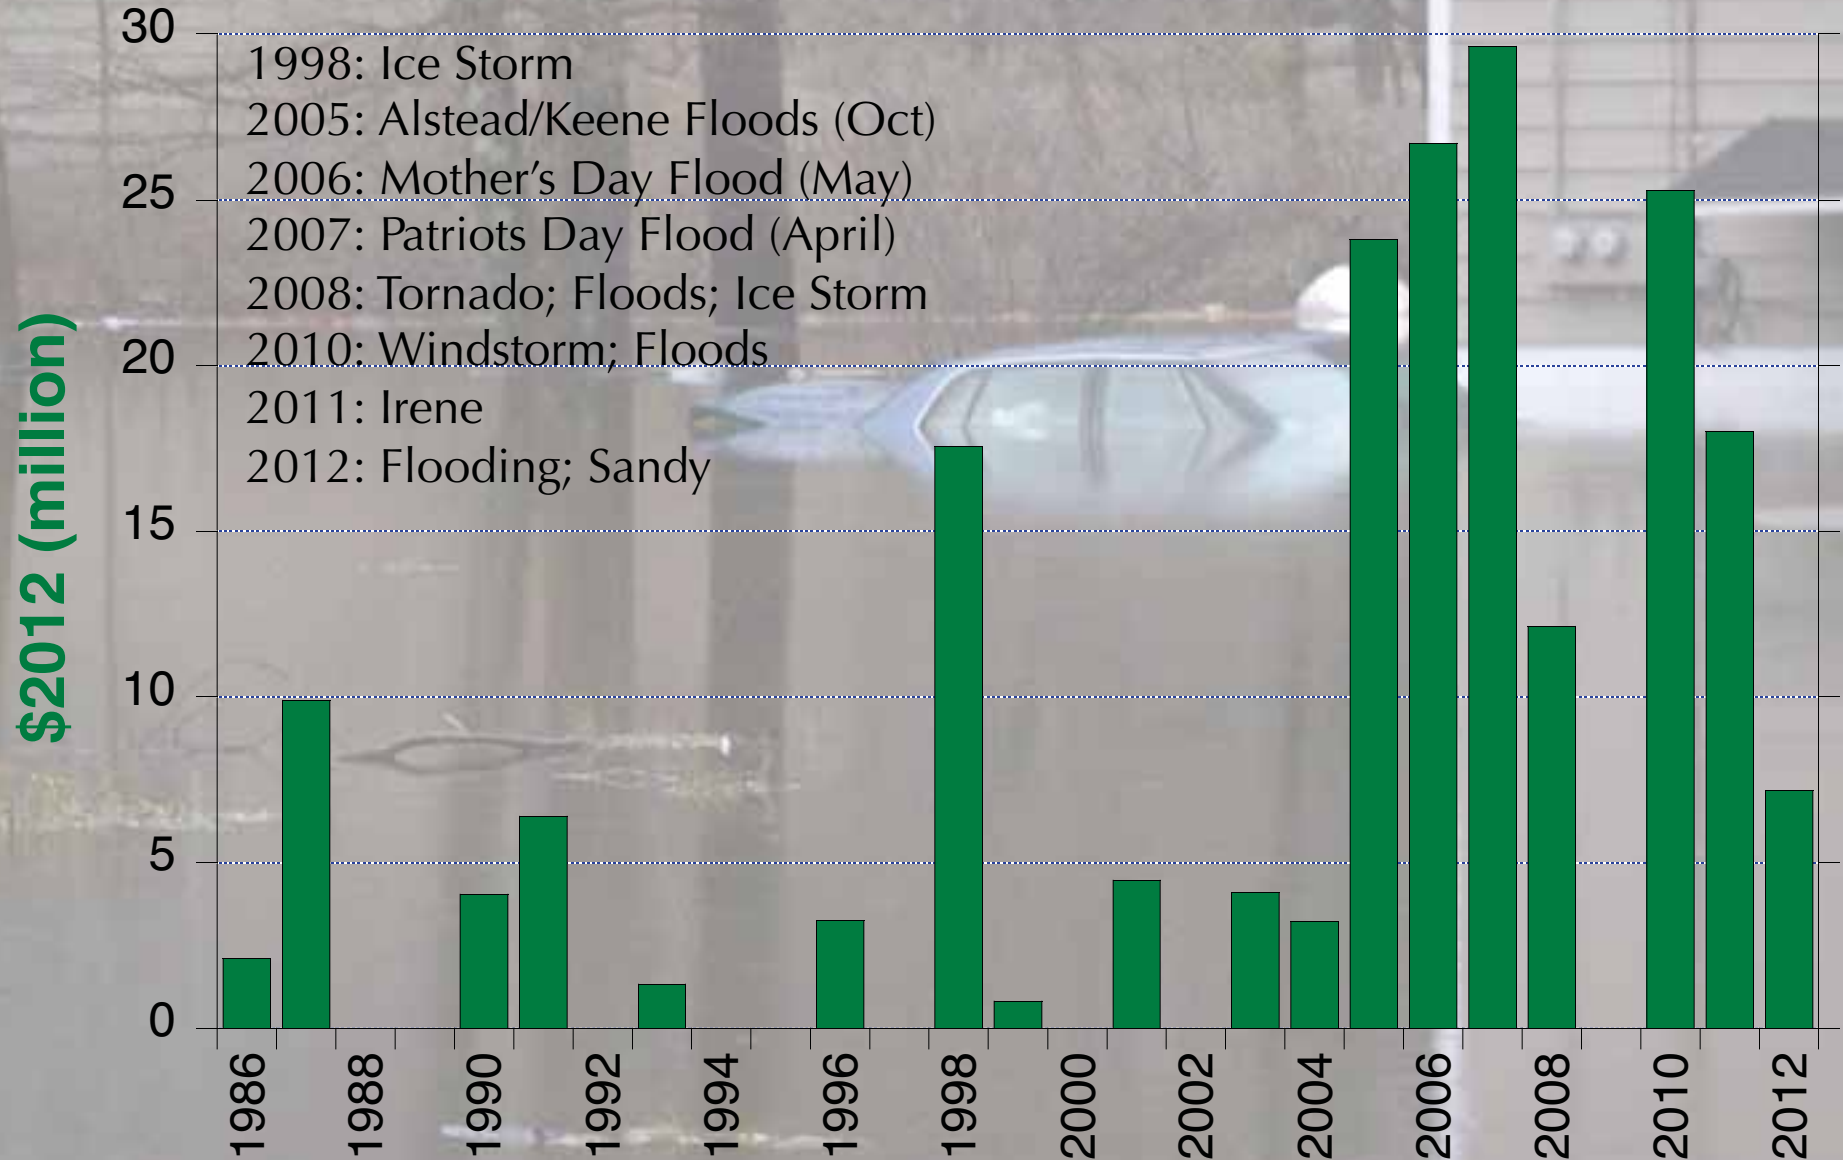 30
25
20
15
10
5
0
$2012 (million)
1998: Ice Storm
2005: Alstead/Keene Floods (Oct)
2006: Mother’s Day Flood (May)
2007: Patriots Day Flood (April)
2008: Tornado; Floods; Ice Storm
2010: Windstorm; Floods
2011: Irene
2012: Flooding; Sandy
1986
1988
1990
1992
1994
1996
1998
2000
2002
2004
2006
2008
2010
2012